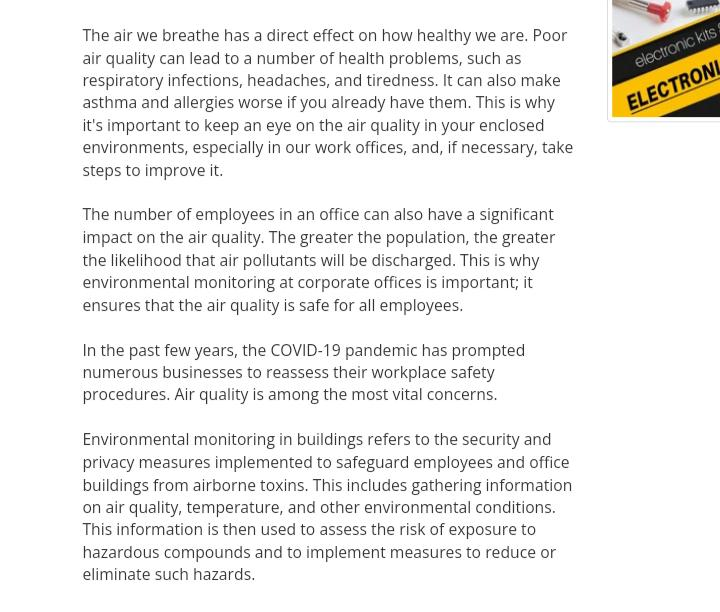 The air we breathe has a direct effect on how healthy we are. Poor
air quality can lead to a number of health problems, such as
respiratory infections, headaches, and tiredness. It can also make
asthma and allergies worse if you already have them. This is why
it's important to keep an eye on the air quality in your enclosed
environments, especially in our work offices, and, if necessary, take
steps to improve it.
The number of employees in an office can also have a significant
impact on the air quality. The greater the population, the greater
the likelihood that air pollutants will be discharged. This is why
environmental monitoring at corporate offices is important; it
ensures that the air quality is safe for all employees.
In the past few years, the COVID-19 pandemic has prompted
numerous businesses to reassess their workplace safety
procedures. Air quality is among the most vital concerns.
Environmental monitoring in buildings refers to the security and
privacy measures implemented to safeguard employees and office
buildings from airborne toxins. This includes gathering information
on air quality, temperature, and other environmental conditions.
This information is then used to assess the risk of exposure to
hazardous compounds and to implement measures to reduce or
eliminate such hazards.
electronic kits
ELECTRONI